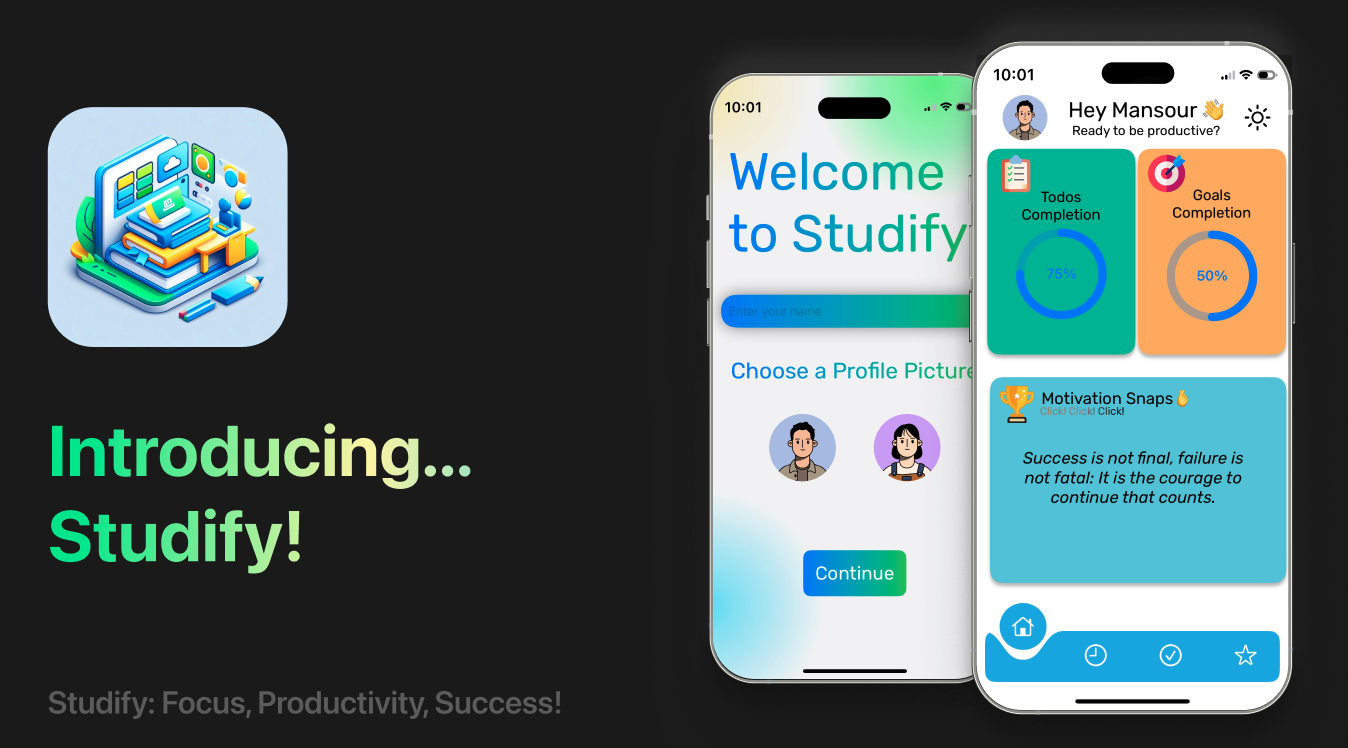 Introducing...
Studify!
Studify: Focus, Productivity, Success!
10:01
Welcome
to Studify
Enter your name
Choose a Profile Picture
Continue
10:01
Hey Mansour 👋
Ready to be productive?
Todos
Completion
75%
Goals
Completion
50%
Motivation Snaps🫰
Click! Click! Click!
Success is not final, failure is
not fatal: It is the courage to
continue that counts.